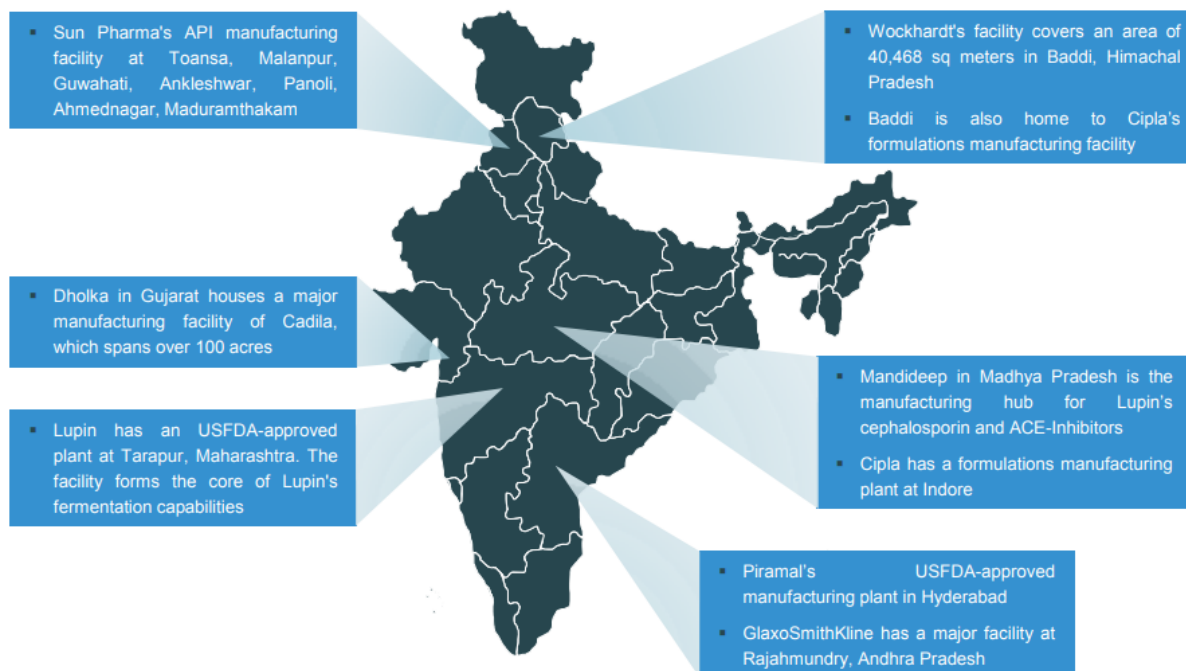 Sun Pharma's API manufacturing
facility at Toansa, Malanpur,
Guwahati, Ankleshwar, Panoli,
Ahmednagar, Maduramthakam
Wockhardt's facility covers an area of
40,468 sq meters in Baddi, Himachal
Pradesh
Baddi is also home to Cipla's
formulations manufacturing facility
Dholka in Gujarat houses a major
manufacturing facility of Cadila,
which spans over 100 acres
Lupin has an USFDA-approved
plant at Tarapur, Maharashtra. The
facility forms the core of Lupin's
fermentation capabilities
Mandideep in Madhya Pradesh is the
manufacturing hub for Lupin's
cephalosporin and ACE-Inhibitors
Cipla has a formulations manufacturing
plant at Indore
Piramal's USFDA-approved
manufacturing plant in Hyderabad
GlaxoSmithKline has a major facility at
Rajahmundry, Andhra Pradesh